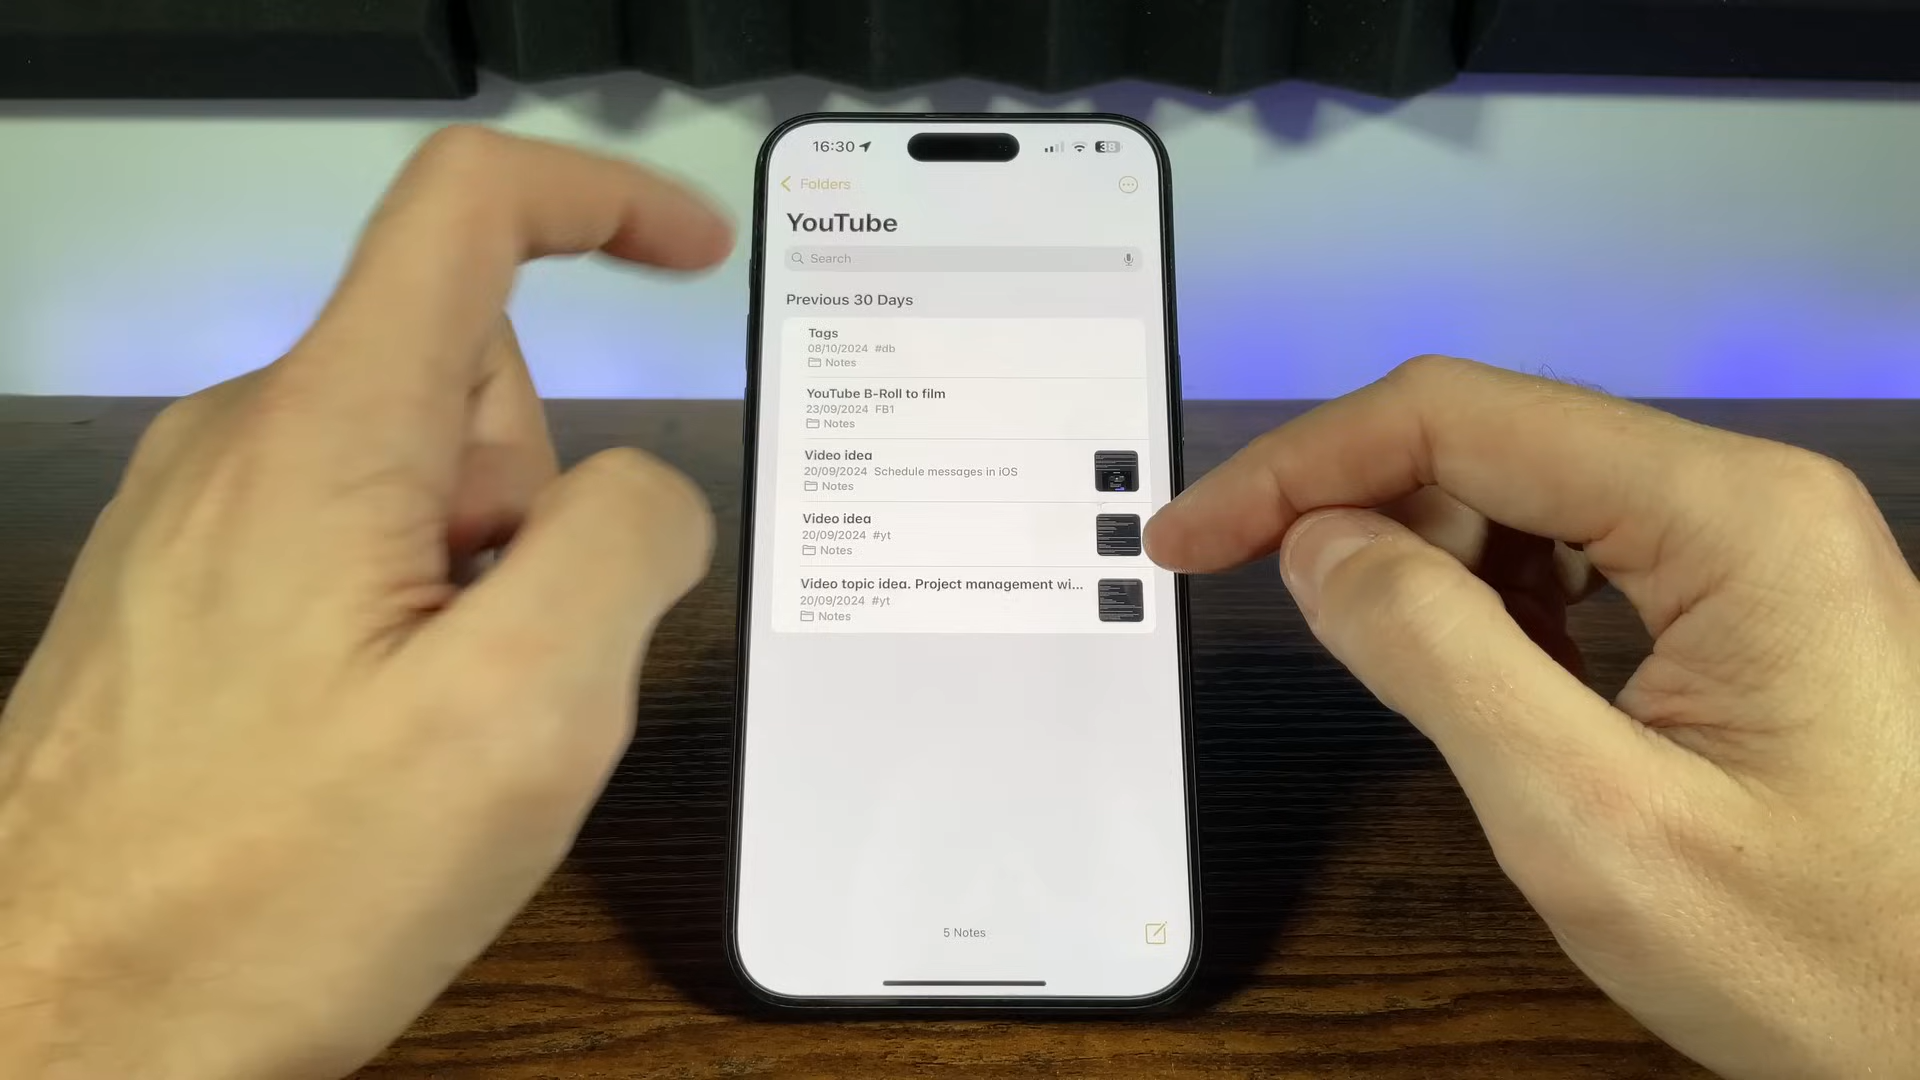 16:30
38
Folders
YouTube
Search
Previous 30 Days
Tags
08/10/2024 #db
Notes
YouTube B-Roll to film
23/09/2024 FB1
Notes
Video idea
20/09/2024 Schedule messages in iOS
Notes
Video idea
20/09/2024 #yt
Notes
Video topic idea. Project management wi...
20/09/2024 #yt
Notes
5 Notes